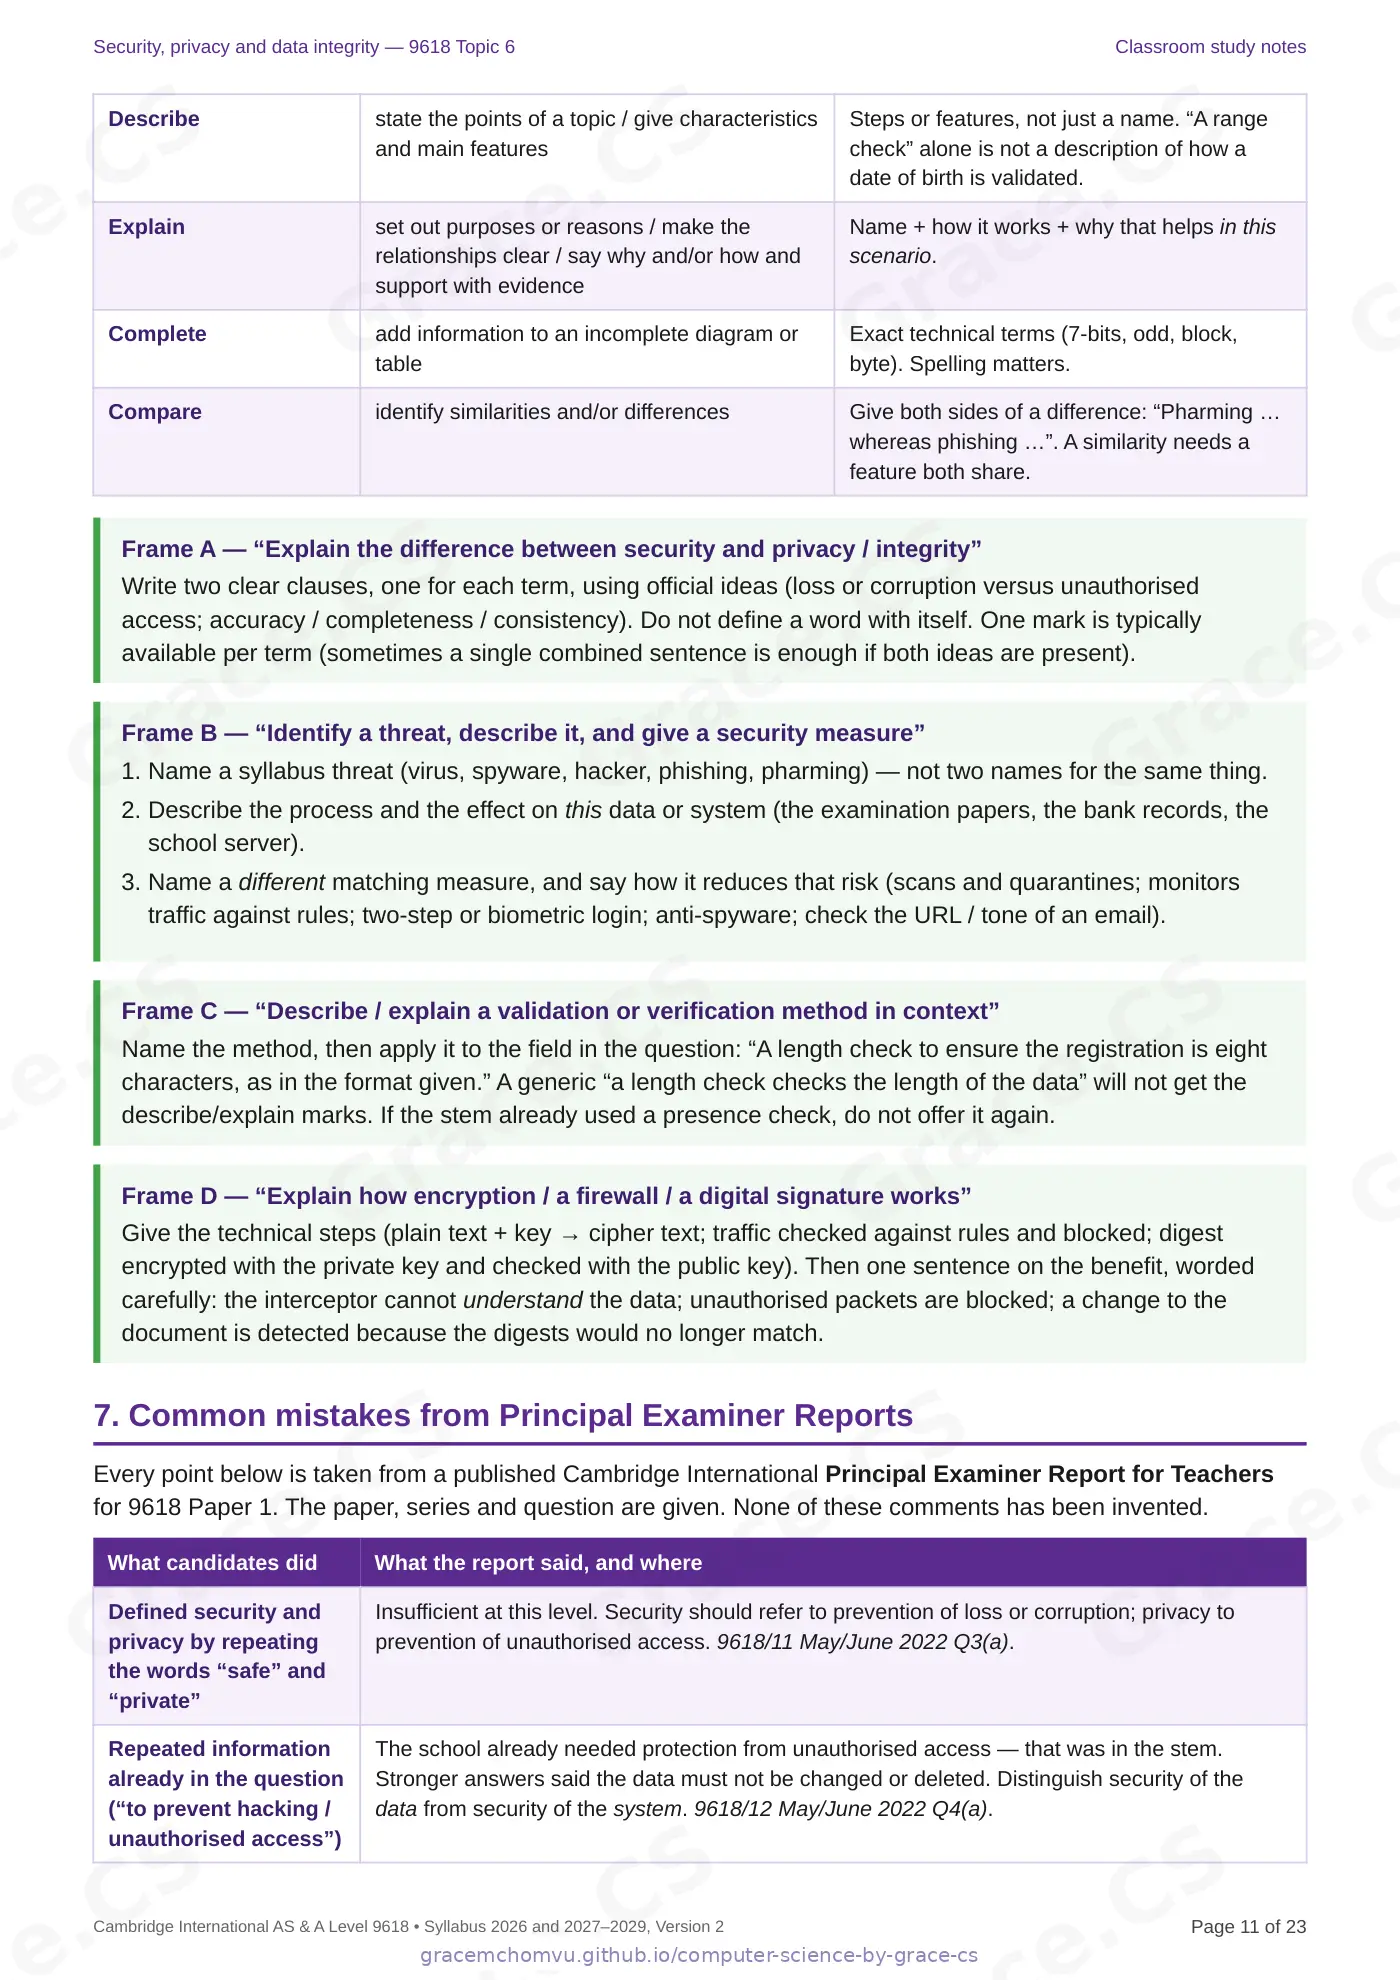 Security, privacy and data integrity — 9618 Topic 6
Classroom study notes
Describe
state the points of a topic / give characteristics
and main features
Steps or features, not just a name. “A range
check” alone is not a description of how a
date of birth is validated.
Explain
set out purposes or reasons / make the
relationships clear / say why and/or how and
support with evidence
Name + how it works + why that helps in this
scenario.
Complete
add information to an incomplete diagram or
table
Exact technical terms (7-bits, odd, block,
byte). Spelling matters.
Compare
identify similarities and/or differences
Give both sides of a difference: “Pharming …
whereas phishing …”. A similarity needs a
feature both share.
Frame A — “Explain the difference between security and privacy / integrity”
Write two clear clauses, one for each term, using official ideas (loss or corruption versus unauthorised
access; accuracy / completeness / consistency). Do not define a word with itself. One mark is typically
available per term (sometimes a single combined sentence is enough if both ideas are present).
Frame B — “Identify a threat, describe it, and give a security measure”
1. Name a syllabus threat (virus, spyware, hacker, phishing, pharming) — not two names for the same thing.
2. Describe the process and the effect on this data or system (the examination papers, the bank records, the
school server).
3. Name a different matching measure, and say how it reduces that risk (scans and quarantines; monitors
traffic against rules; two-step or biometric login; anti-spyware; check the URL / tone of an email).
Frame C — “Describe / explain a validation or verification method in context”
Name the method, then apply it to the field in the question: “A length check to ensure the registration is eight
characters, as in the format given.” A generic “a length check checks the length of the data” will not get the
describe/explain marks. If the stem already used a presence check, do not offer it again.
Frame D — “Explain how encryption / a firewall / a digital signature works”
Give the technical steps (plain text + key → cipher text; traffic checked against rules and blocked; digest
encrypted with the private key and checked with the public key). Then one sentence on the benefit, worded
carefully: the interceptor cannot understand the data; unauthorised packets are blocked; a change to the
document is detected because the digests would no longer match.
7. Common mistakes from Principal Examiner Reports
Every point below is taken from a published Cambridge International Principal Examiner Report for Teachers
for 9618 Paper 1. The paper, series and question are given. None of these comments has been invented.
What candidates did
What the report said, and where
Defined security and
privacy by repeating
the words “safe” and
“private”
Insufficient at this level. Security should refer to prevention of loss or corruption; privacy to
prevention of unauthorised access. 9618/11 May/June 2022 Q3(a).
Repeated information
already in the question
(“to prevent hacking /
unauthorised access”)
The school already needed protection from unauthorised access — that was in the stem.
Stronger answers said the data must not be changed or deleted. Distinguish security of the
data from security of the system. 9618/12 May/June 2022 Q4(a).
Cambridge International AS & A Level 9618 • Syllabus 2026 and 2027–2029, Version 2
Page 11 of 23
gracemchomvu.github.io/computer-science-by-grace-cs
Grace.CS